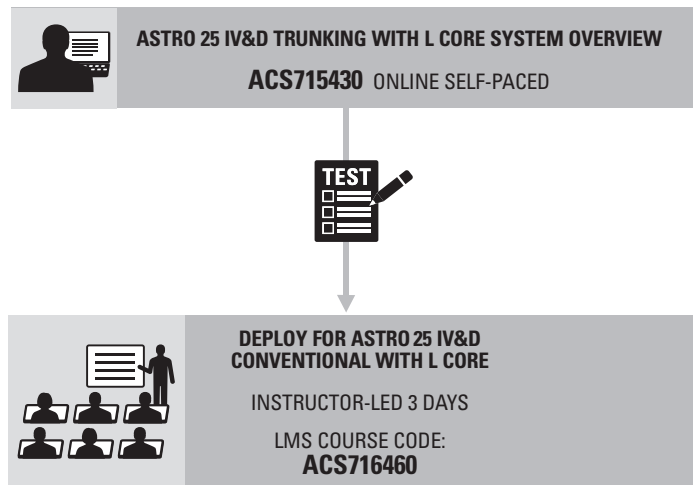 ASTRO 25 IV&D TRUNKING WITH L CORE SYSTEM OVERVIEW
ACS715430 ONLINE SELF-PACED
TEST
DEPLOY FOR ASTRO 25 IV&D
CONVENTIONAL WITH L CORE
INSTRUCTOR-LED 3 DAYS
LMS COURSE CODE:
ACS716460